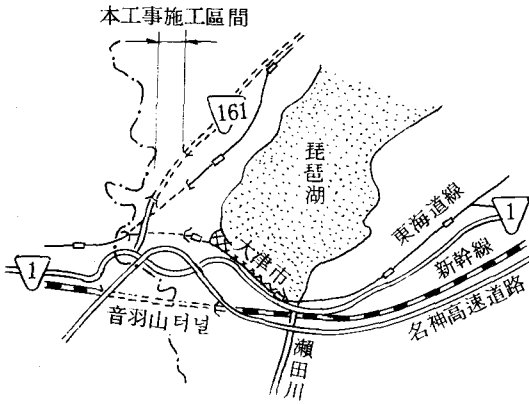 本工事施工區間
161
琵琶湖
東海道線
1
大津市
新幹線
1
音羽山터널
名神高速道路
瀬田川